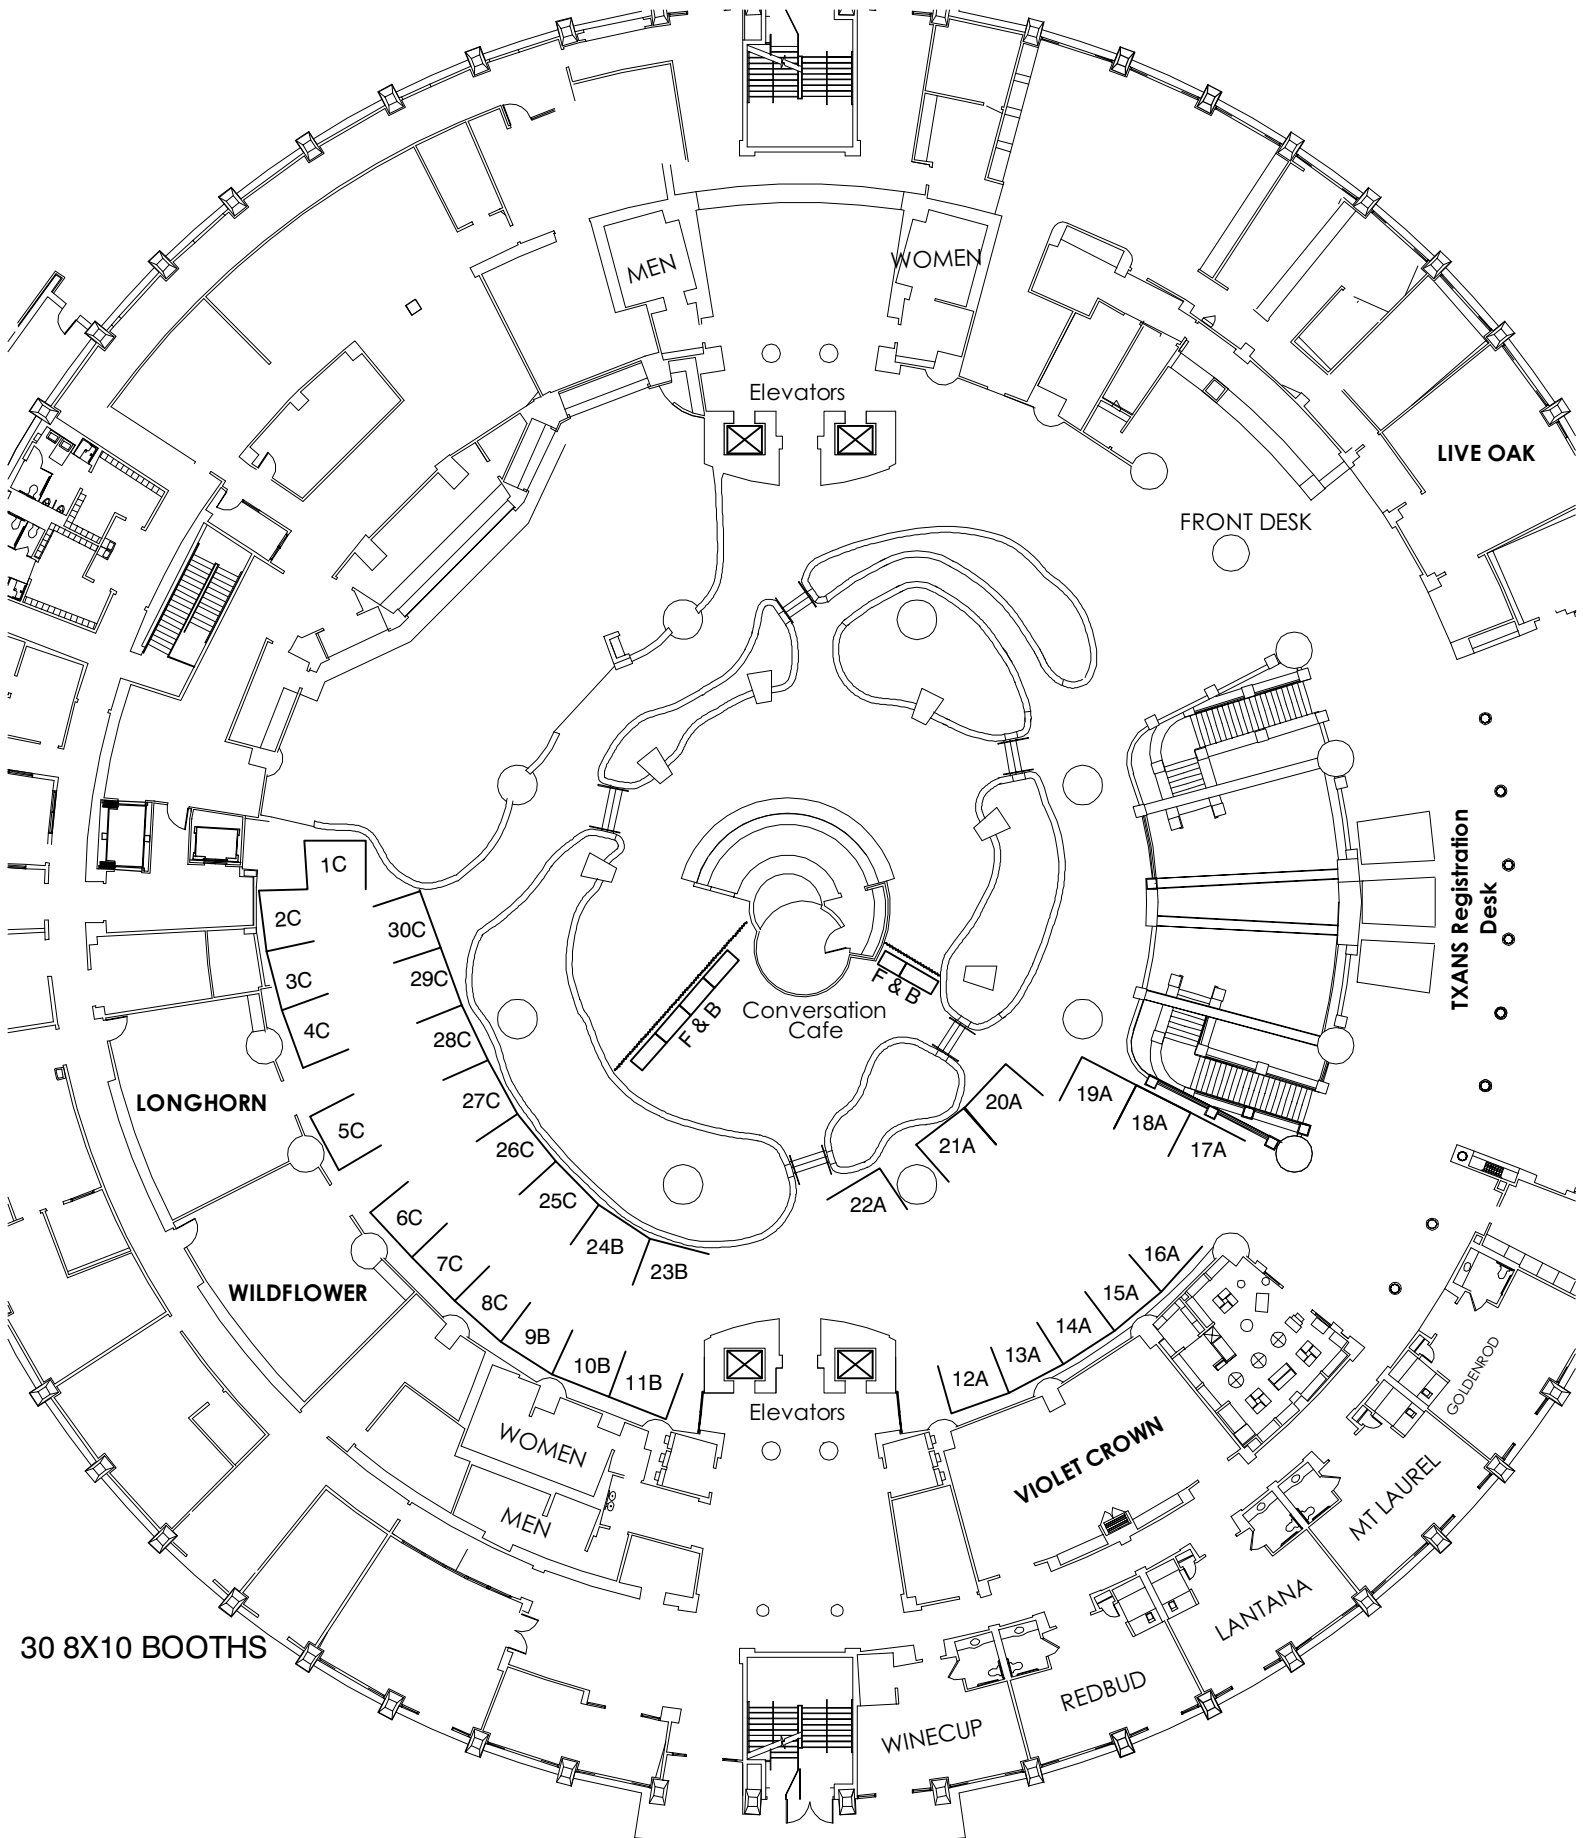 MEN
WOMEN
Elevators
LIVE OAK
FRONT DESK
TXANS Registration
Desk
1C
2C
30C
3C
29C
4C
28C
F & B
F & B
Conversation
Cafe
LONGHORN
5C
27C
26C
25C
24B
23B
19A
18A
17A
20A
21A
22A
6C
7C
8C
9B
10B
11B
12A
13A
14A
15A
16A
WILDFLOWER
Elevators
WOMEN
MEN
VIOLET CROWN
GOLDENROD
MT LAUREL
LANTANA
REDBUD
WINECUP
30 8X10 BOOTHS